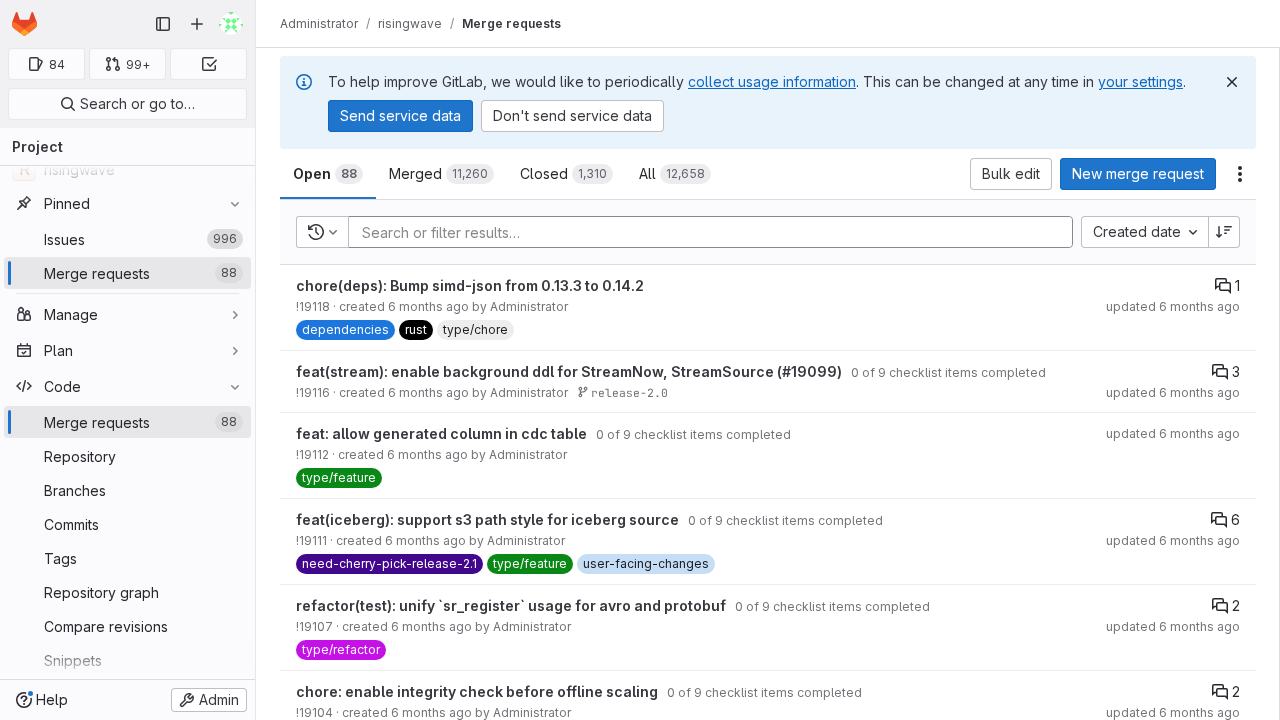 84
99+
Search or go to…
Project
R risingwave
Pinned
Issues 996
Merge requests 88
Manage
Plan
Code
Merge requests 88
Repository
Branches
Commits
Tags
Repository graph
Compare revisions
Snippets
Help
Admin
Administrator / risingwave / Merge requests
To help improve GitLab, we would like to periodically collect usage information. This can be changed at any time in your settings.
Send service data Don't send service data
Open 88 Merged 11,260 Closed 1,310 All 12,658 Bulk edit New merge request
Search or filter results… Created date
chore(deps): Bump simd-json from 0.13.3 to 0.14.2 1
!19118 · created 6 months ago by Administrator updated 6 months ago
dependencies rust type/chore
feat(stream): enable background ddl for StreamNow, StreamSource (#19099) 0 of 9 checklist items completed 3
!19116 · created 6 months ago by Administrator release-2.0 updated 6 months ago
feat: allow generated column in cdc table 0 of 9 checklist items completed updated 6 months ago
!19112 · created 6 months ago by Administrator
type/feature
feat(iceberg): support s3 path style for iceberg source 0 of 9 checklist items completed 6
!19111 · created 6 months ago by Administrator updated 6 months ago
need-cherry-pick-release-2.1 type/feature user-facing-changes
refactor(test): unify `sr_register` usage for avro and protobuf 0 of 9 checklist items completed 2
!19107 · created 6 months ago by Administrator updated 6 months ago
type/refactor
chore: enable integrity check before offline scaling 0 of 9 checklist items completed 2
!19104 · created 6 months ago by Administrator updated 6 months ago